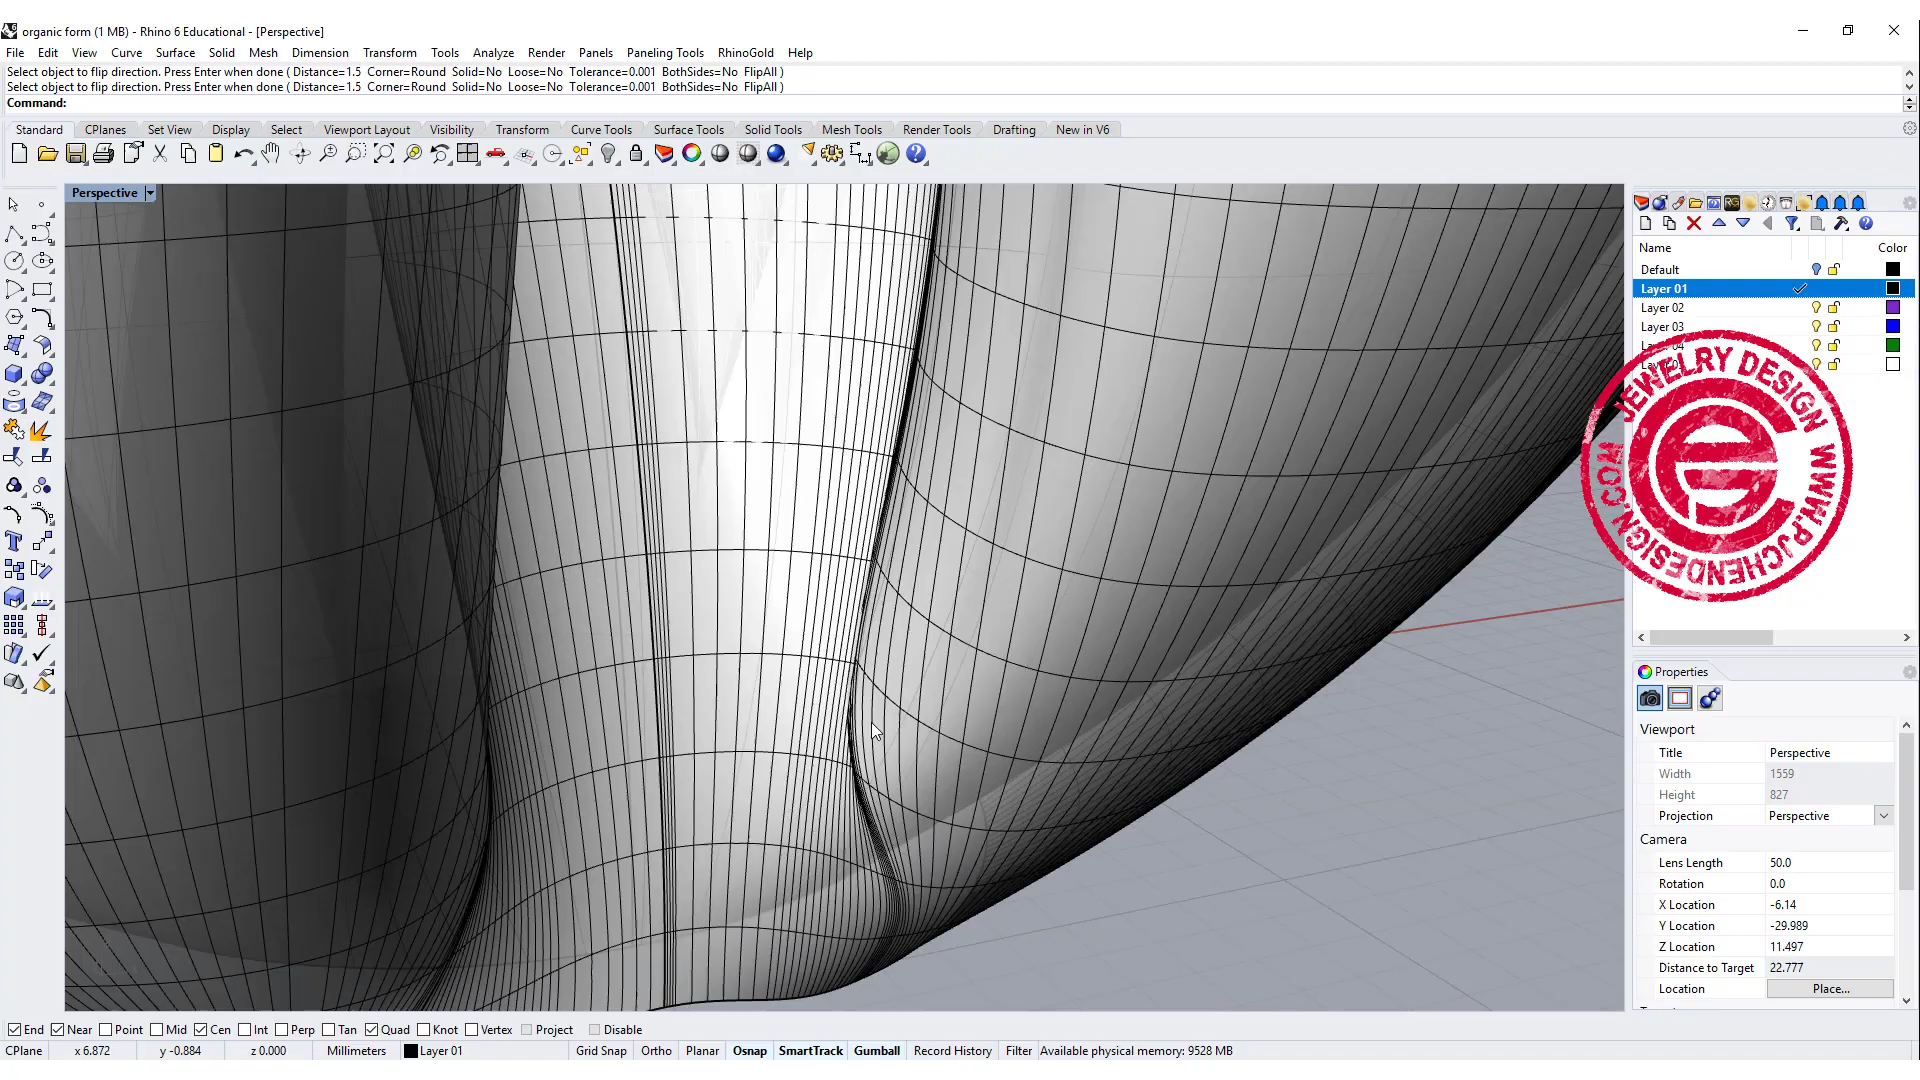 organic form (1 MB) - Rhino 6 Educational - [Perspective]
File Edit View Curve Surface Solid Mesh Dimension Transform Tools Analyze Render Panels Paneling Tools RhinoGold Help
Select object to flip direction. Press Enter when done ( Distance=1.5 Corner=Round Solid=No Loose=No Tolerance=0.001 BothSides=No FlipAll )
Select object to flip direction. Press Enter when done ( Distance=1.5 Corner=Round Solid=No Loose=No Tolerance=0.001 BothSides=No FlipAll )
Command:
Standard CPlanes Set View Display Select Viewport Layout Visibility Transform Curve Tools Surface Tools Solid Tools Mesh Tools Render Tools Drafting New in V6
Perspective
Name Color
Default
Layer 01
Layer 02
Layer 03
JEWELRY DESIGN WWW.PJCHENDESIGN.COM
Properties
Viewport
Title Perspective
Width 1559
Height 827
Projection Perspective
Camera
Lens Length 50.0
Rotation 0.0
X Location -6.14
Y Location -29.989
Z Location 11.497
Distance to Target 22.777
Location Place...
End Near Point Mid Cen Int Perp Tan Quad Knot Vertex Project Disable
CPlane x 6.872 y -0.884 z 0.000 Millimeters Layer 01 Grid Snap Ortho Planar Osnap SmartTrack Gumball Record History Filter Available physical memory: 9528 MB